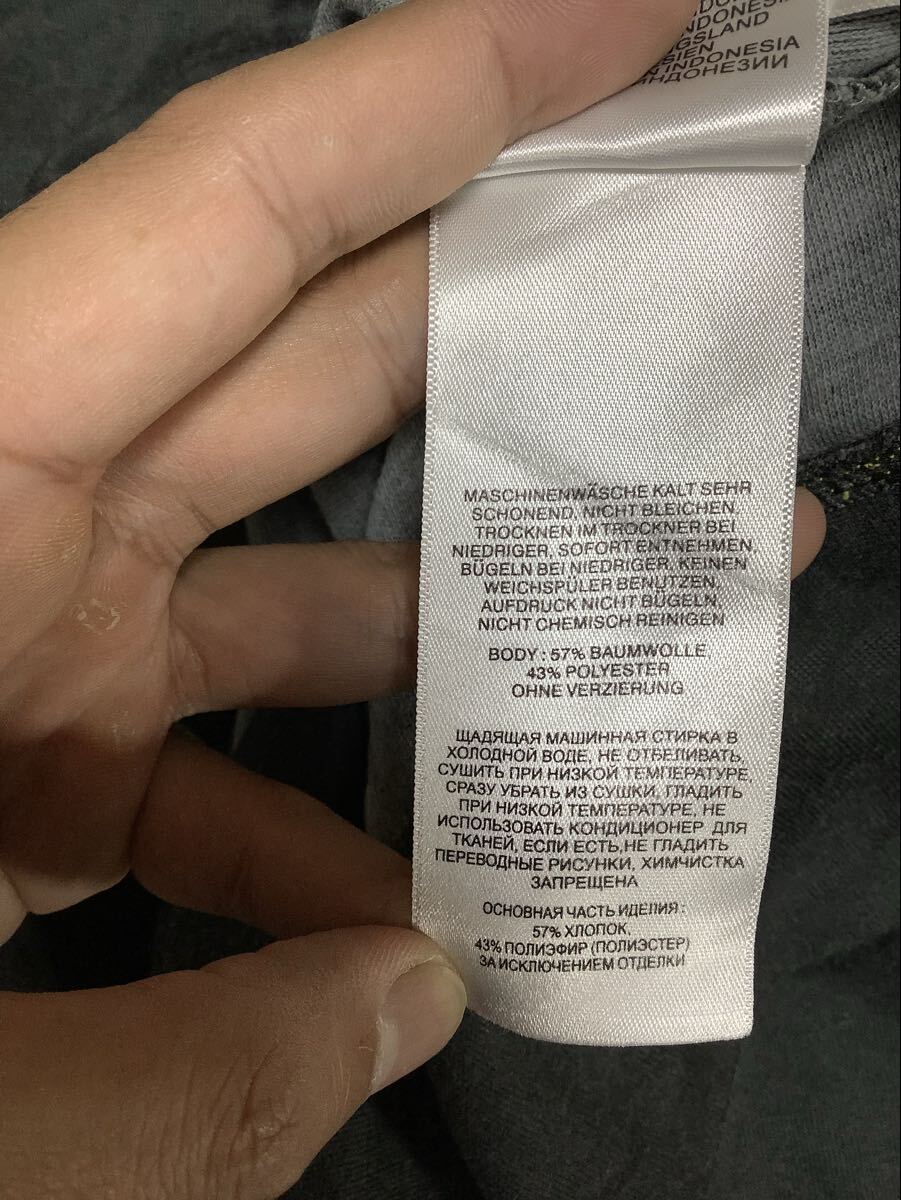 INDONESIA
ИНДОНЕЗИИ
MASCHINENWÄSCHE KALT SEHR
SCHONEND, NICHT BLEICHEN,
TROCKNEN IM TROCKNER BEI
NIEDRIGER, SOFORT ENTNEHMEN,
BÜGELN BEI NIEDRIGER, KEINEN
WEICHSPÜLER BENUTZEN,
AUFDRUCK NICHT BÜGELN,
NICHT CHEMISCH REINIGEN
BODY : 57% BAUMWOLLE
43% POLYESTER
OHNE VERZIERUNG
ЩАДЯЩАЯ МАШИННАЯ СТИРКА В
ХОЛОДНОЙ ВОДЕ, НЕ ОТБЕЛИВАТЬ,
СУШИТЬ ПРИ НИЗКОЙ ТЕМПЕРАТУРЕ,
СРАЗУ УБРАТЬ ИЗ СУШКИ, ГЛАДИТЬ
ПРИ НИЗКОЙ ТЕМПЕРАТУРЕ, НЕ
ИСПОЛЬЗОВАТЬ КОНДИЦИОНЕР ДЛЯ
ТКАНЕЙ, ЕСЛИ ЕСТЬ,НЕ ГЛАДИТЬ
ПЕРЕВОДНЫЕ РИСУНКИ, ХИМЧИСТКА
ЗАПРЕЩЕНА
ОСНОВНАЯ ЧАСТЬ ИДЕЛИЯ :
57% ХЛОПОК,
43% ПОЛИЭФИР (ПОЛИЭСТЕР)
ЗА ИСКЛЮЧЕНИЕМ ОТДЕЛКИ